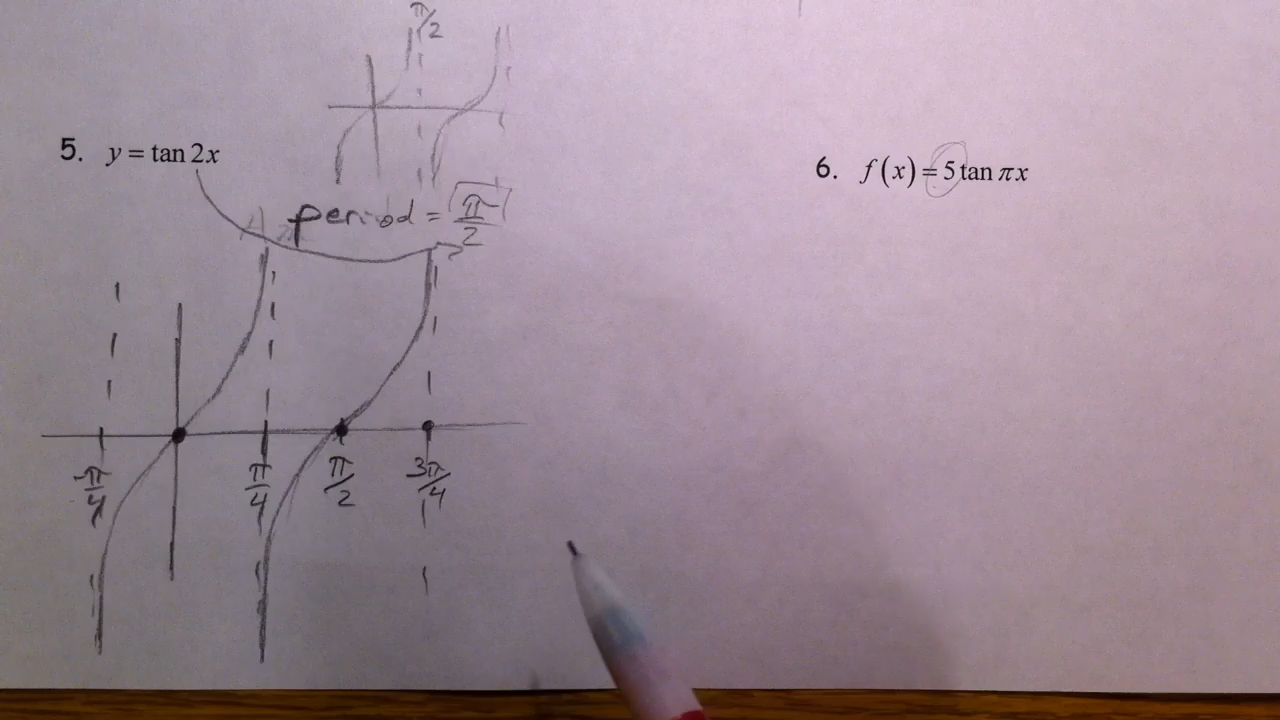 π/2
5. y = tan 2x
6. f(x) = 5 tan πx
period = π/2
-π/4 π/4 π/2 3π/4